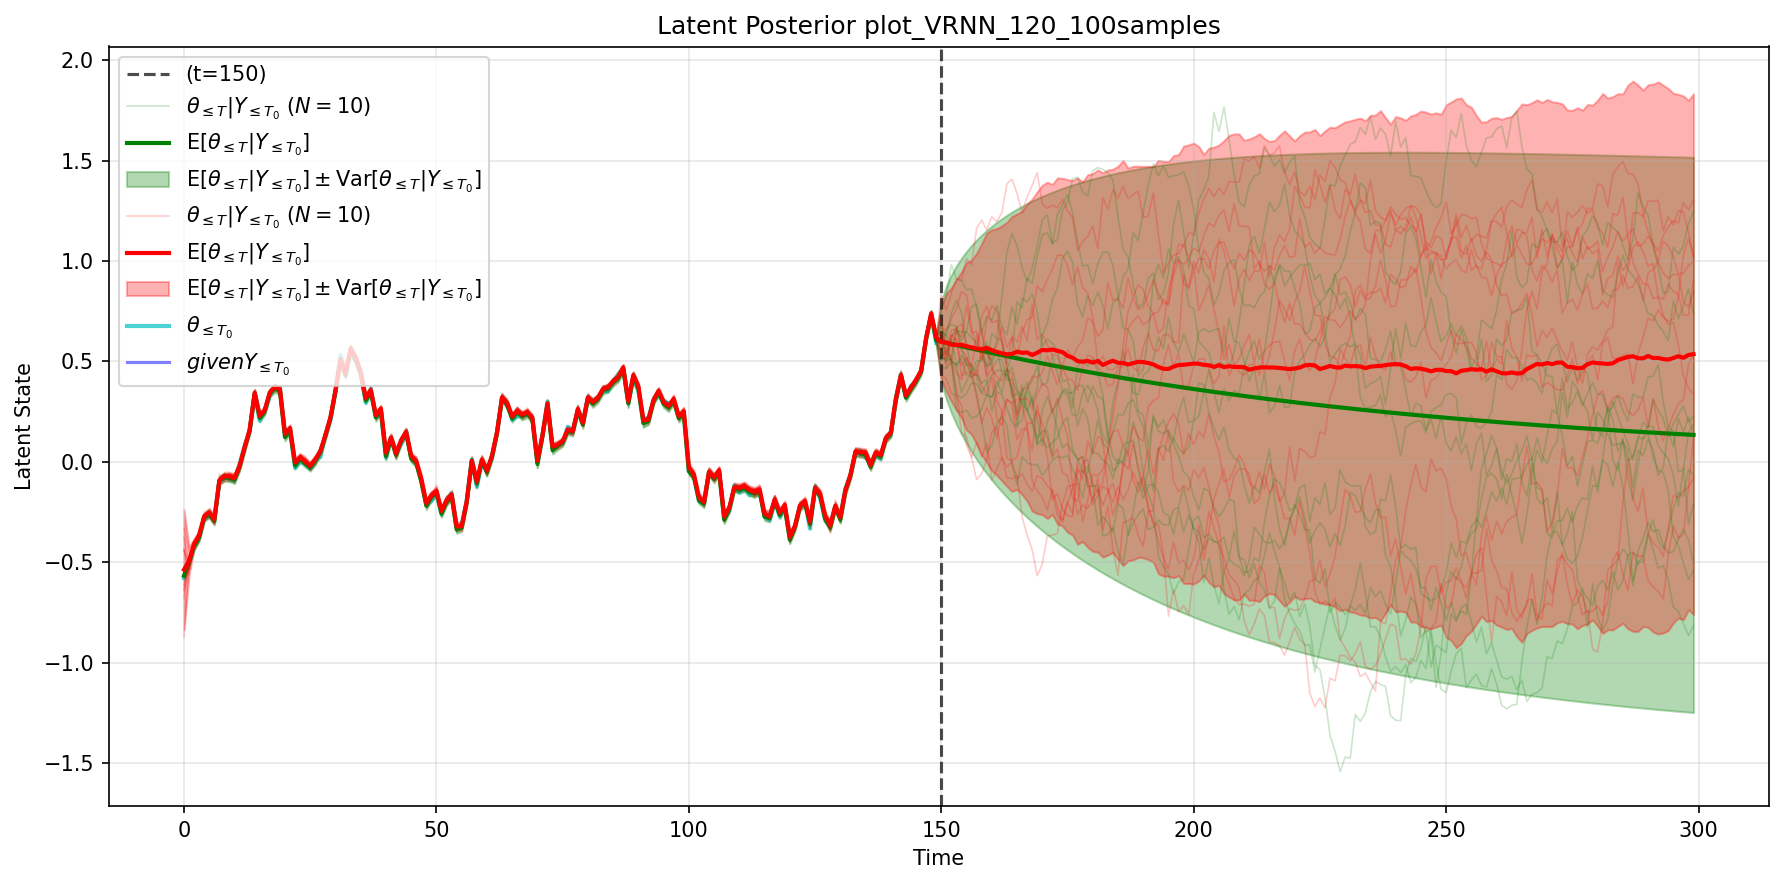 Latent Posterior plot_VRNN_120_100samples
(t=150)
θ≤T|Y≤T₀ (N = 10)
E[θ≤T|Y≤T₀]
E[θ≤T|Y≤T₀] ± Var[θ≤T|Y≤T₀]
θ≤T|Y≤T₀ (N = 10)
E[θ≤T|Y≤T₀]
E[θ≤T|Y≤T₀] ± Var[θ≤T|Y≤T₀]
θ≤T₀
givenY≤T₀
Latent State
2.0
1.5
1.0
0.5
0.0
−0.5
−1.0
−1.5
0 50 100 150 200 250 300
Time